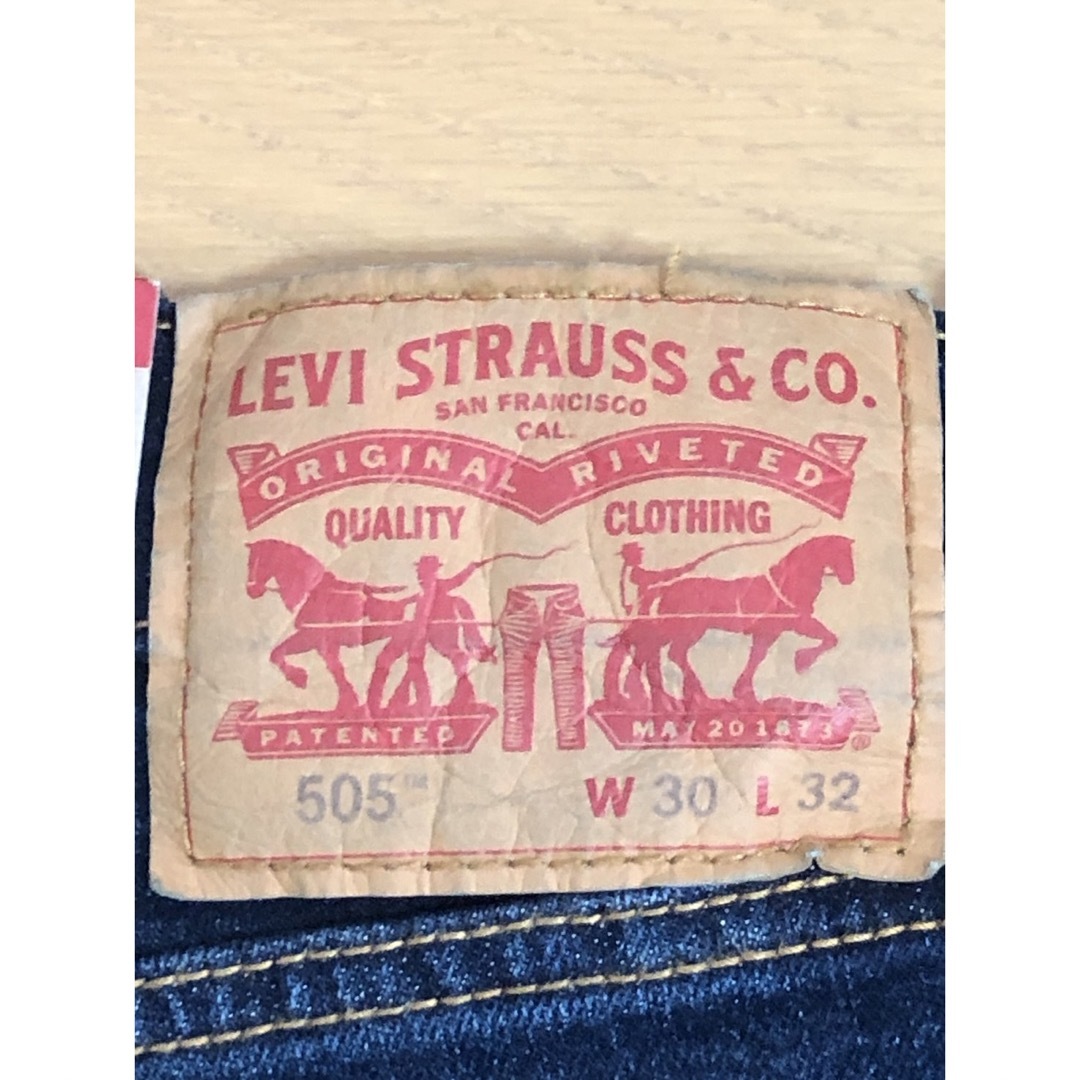 LEVI STRAUSS & CO.
SAN FRANCISCO
CAL.
ORIGINAL RIVETED
QUALITY CLOTHING
PATENTED MAY 20 1873 ®
505™ W 30 L 32